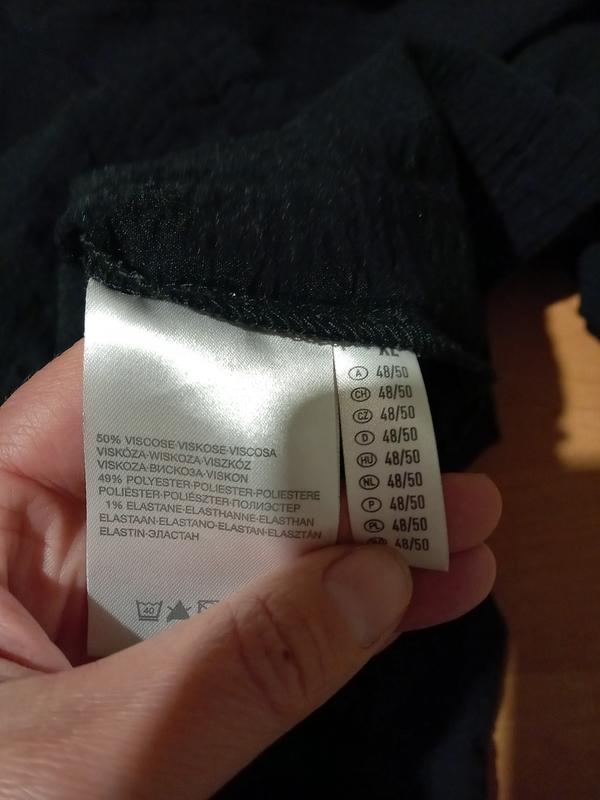 50% VISCOSE·VISKOSE·VISCOSA
VISKÓZA·WISKOZA·VISZKÓZ
VISKOZA·ВИСКОЗА·VISKON
49% POLYESTER·POLIESTER·POLIESTERE
POLIÉSTER·POLIÉSZTER·ПОЛИЭСТЕР
1% ELASTANE·ELASTHANNE·ELASTHAN
ELASTAAN·ELASTANO·ELASTAN·ELASZTÁN
ELASTIN·ЭЛАСТАН
40
XL
A 48/50
CH 48/50
CZ 48/50
D 48/50
HU 48/50
NL 48/50
P 48/50
PL 48/50
48/50